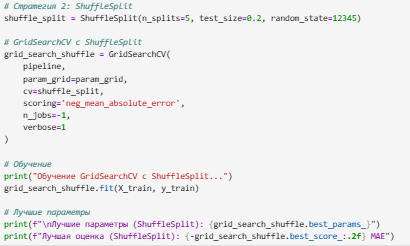 # Стратегия 2: ShuffleSplit
shuffle_split = ShuffleSplit(n_splits=5, test_size=0.2, random_state=12345)
# GridSearchCV с ShuffleSplit
grid_search_shuffle = GridSearchCV(
    pipeline,
    param_grid=param_grid,
    cv=shuffle_split,
    scoring='neg_mean_absolute_error',
    n_jobs=-1,
    verbose=1
)
# Обучение
print("Обучение GridSearchCV с ShuffleSplit...")
grid_search_shuffle.fit(X_train, y_train)
# Лучшие параметры
print(f"\nЛучшие параметры (ShuffleSplit): {grid_search_shuffle.best_params_}")
print(f"Лучшая оценка (ShuffleSplit): {-grid_search_shuffle.best_score_:.2f} MAE")